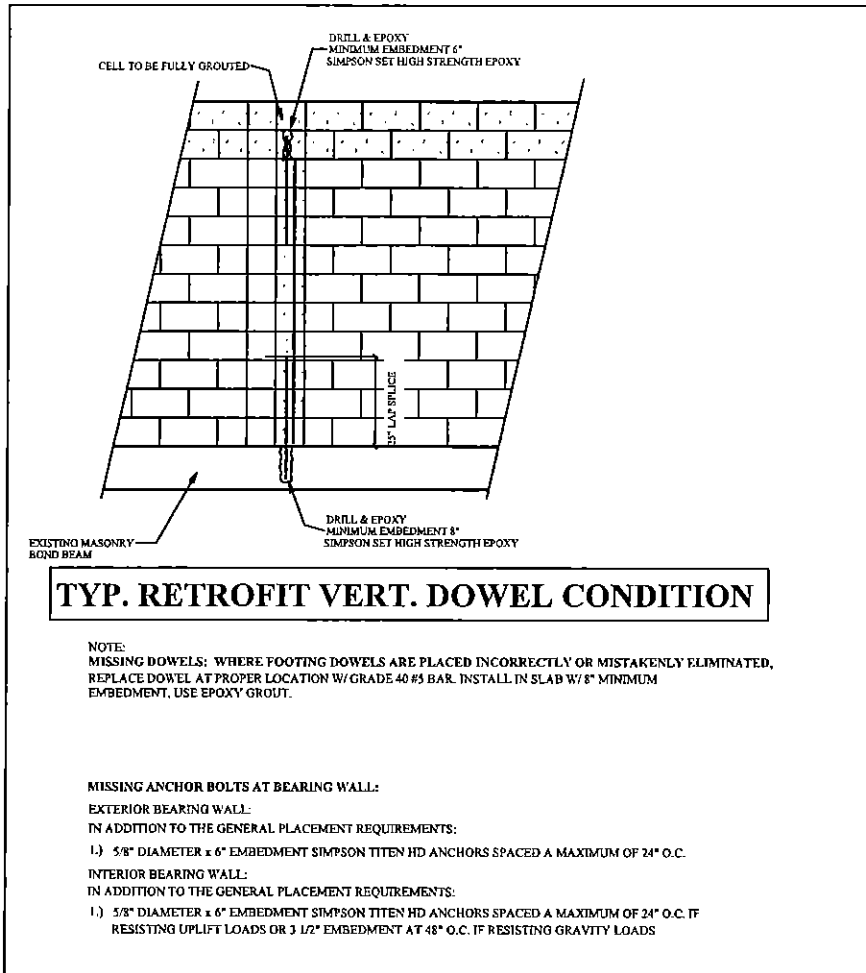 DRILL & EPOXY
MINIMUM EMBEDMENT 6"
SIMPSON SET HIGH STRENGTH EPOXY
CELL TO BE FULLY GROUTED
25" LAP SPLICE
DRILL & EPOXY
MINIMUM EMBEDMENT 8"
SIMPSON SET HIGH STRENGTH EPOXY
EXISTING MASONRY
BOND BEAM
TYP. RETROFIT VERT. DOWEL CONDITION
NOTE:
MISSING DOWELS: WHERE FOOTING DOWELS ARE PLACED INCORRECTLY OR MISTAKENLY ELIMINATED,
REPLACE DOWEL AT PROPER LOCATION W/ GRADE 40 #5 BAR. INSTALL IN SLAB W/ 8" MINIMUM
EMBEDMENT, USE EPOXY GROUT.
MISSING ANCHOR BOLTS AT BEARING WALL:
EXTERIOR BEARING WALL:
IN ADDITION TO THE GENERAL PLACEMENT REQUIREMENTS:
1.) 5/8" DIAMETER x 6" EMBEDMENT SIMPSON TITEN HD ANCHORS SPACED A MAXIMUM OF 24" O.C.
INTERIOR BEARING WALL:
IN ADDITION TO THE GENERAL PLACEMENT REQUIREMENTS:
1.) 5/8" DIAMETER x 6" EMBEDMENT SIMPSON TITEN HD ANCHORS SPACED A MAXIMUM OF 24" O.C. IF
RESISTING UPLIFT LOADS OR 3 1/2" EMBEDMENT AT 48" O.C. IF RESISTING GRAVITY LOADS